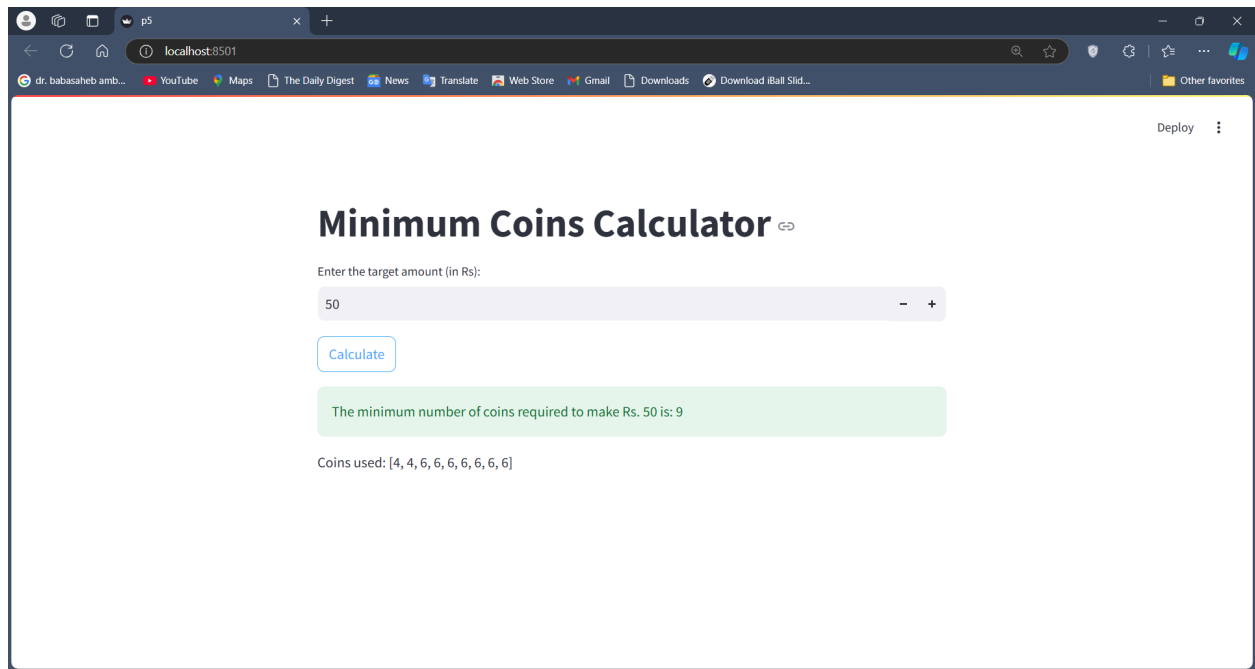 p5
localhost:8501
dr. babasaheb amb... YouTube Maps The Daily Digest News Translate Web Store Gmail Downloads Download iBall Slid... Other favorites
Deploy
Minimum Coins Calculator
Enter the target amount (in Rs):
50
Calculate
The minimum number of coins required to make Rs. 50 is: 9
Coins used: [4, 4, 6, 6, 6, 6, 6, 6, 6]